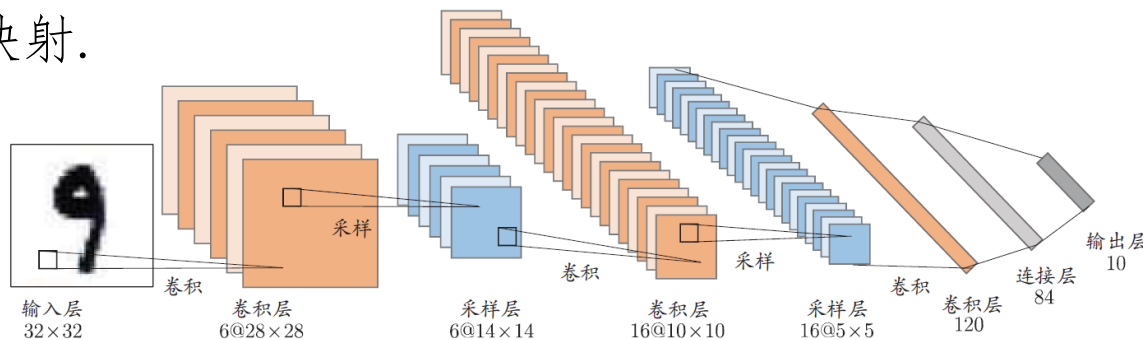 映射.
采样
卷积
卷积
采样
卷积
输入层
32×32
卷积层
6@28×28
采样层
6@14×14
卷积层
16@10×10
采样层
16@5×5
卷积层
120
连接层
84
输出层
10